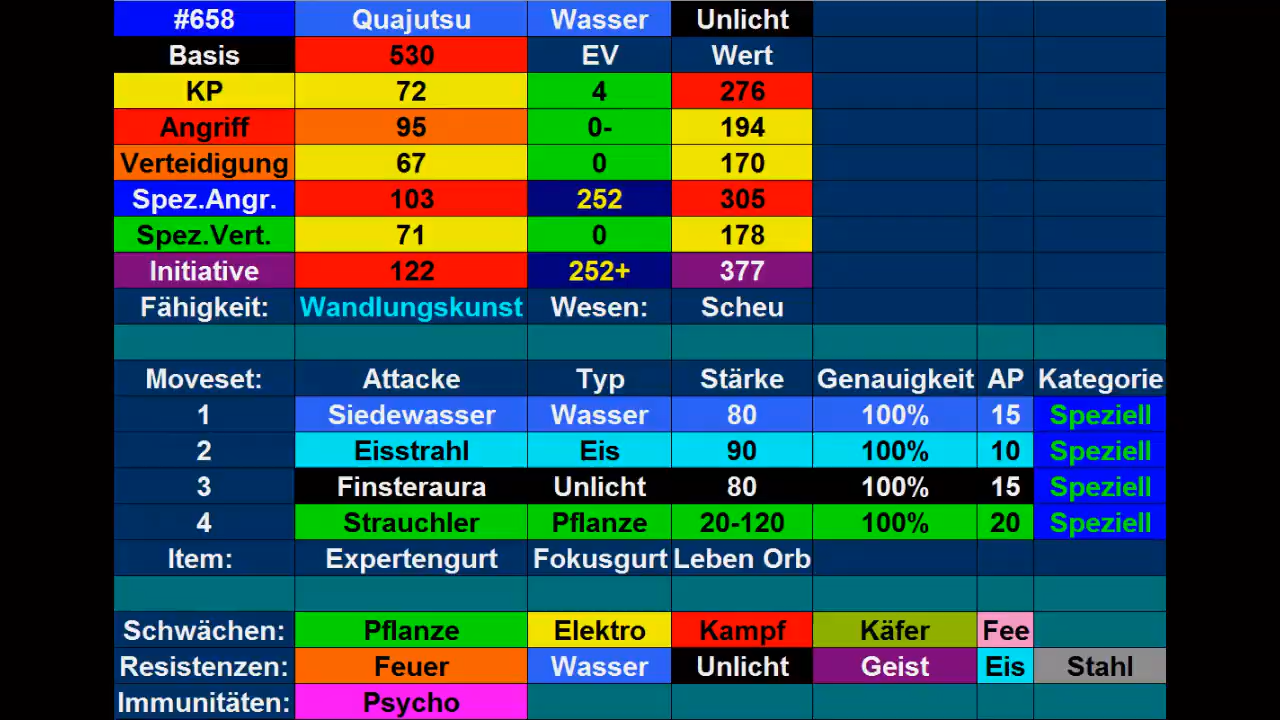 #658 Quajutsu Wasser Unlicht
Basis 530 EV Wert
KP 72 4 276
Angriff 95 0- 194
Verteidigung 67 0 170
Spez.Angr. 103 252 305
Spez.Vert. 71 0 178
Initiative 122 252+ 377
Fähigkeit: Wandlungskunst Wesen: Scheu
Moveset: Attacke Typ Stärke Genauigkeit AP Kategorie
1 Siedewasser Wasser 80 100% 15 Speziell
2 Eisstrahl Eis 90 100% 10 Speziell
3 Finsteraura Unlicht 80 100% 15 Speziell
4 Strauchler Pflanze 20-120 100% 20 Speziell
Item: Expertengurt Fokusgurt Leben Orb
Schwächen: Pflanze Elektro Kampf Käfer Fee
Resistenzen: Feuer Wasser Unlicht Geist Eis Stahl
Immunitäten: Psycho